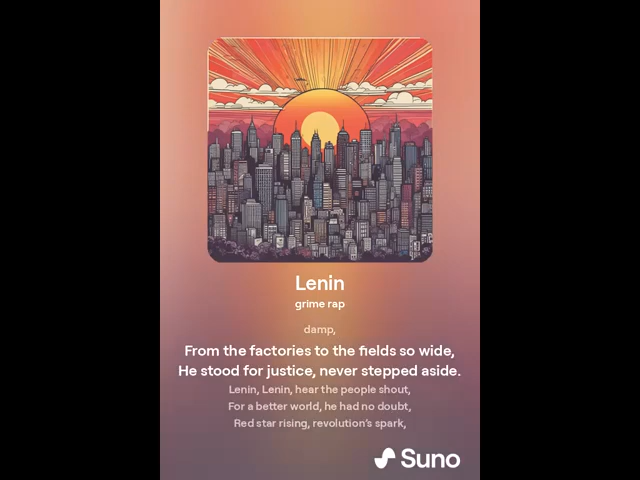 Lenin
grime rap
damp,
From the factories to the fields so wide,
He stood for justice, never stepped aside.
Lenin, Lenin, hear the people shout,
For a better world, he had no doubt,
Red star rising, revolution's spark,
Suno